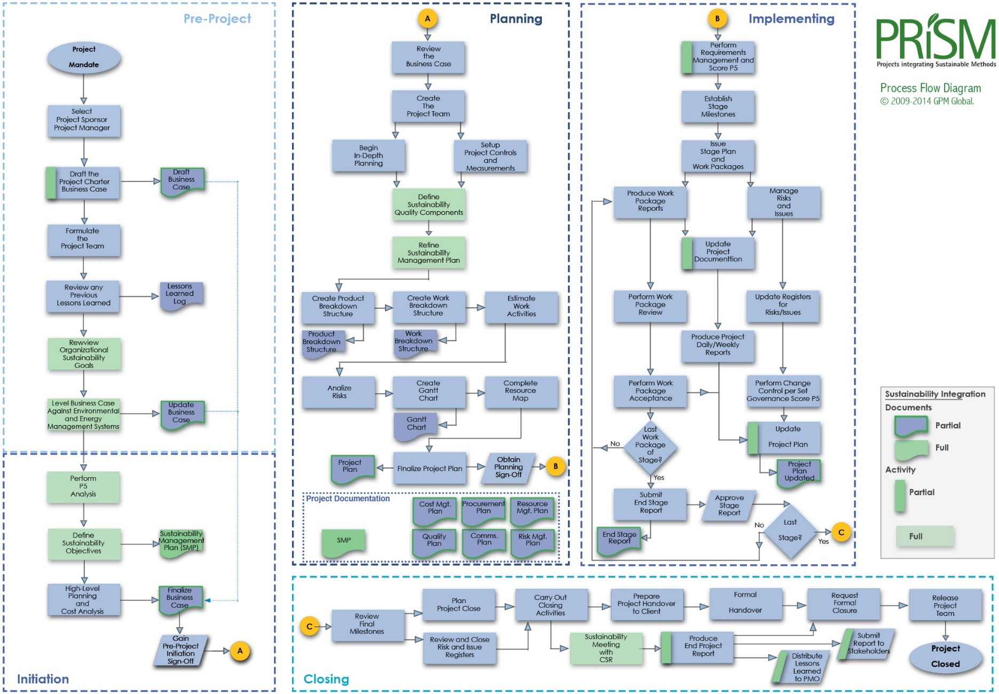 Pre-Project
Project
Mandate
Select
Project Sponsor
Project Manager
Draft the
Project Charter
Business Case
Draft
Business
Case
Formulate
the
Project Team
Review any
Previous
Lessons Learned
Lessons
Learned
Log
Rewview
Organizational
Sustainability
Goals
Level Business Case
Against Environmental
and Energy
Management Systems
Update
Business
Case
Perform
P5
Analysis
Define
Sustainability
Objectives
Sustainability
Management
Plan (SMP)
High-Level
Planning
and
Cost Analysis
Finalize
Business
Case
Gain
Pre-Project
Initiation
Sign-Off
A
Initiation
A
Planning
Review
the
Business Case
Create
The
Project Team
Begin
In-Depth
Planning
Setup
Project Controls
and
Measurements
Define
Sustainability
Quality Components
Refine
Sustainability
Management Plan
Create Product
Breakdown
Structure
Create Work
Breakdown
Structure
Estimate
Work
Activities
Product
Breakdown
Structure
Work
Breakdown
Structure
Analize
Risks
Create
Gantt
Chart
Complete
Resource
Map
Gantt
Chart
Project
Plan
FInalize Project Plan
Obtain
Planning
Sign-Off
B
Project Documentation
Cost Mgt.
Plan
Procurement
Plan
Resource
Mgt. Plan
SMP
Quality
Plan
Comms.
Plan
Risk Mgt.
Plan
B
Implementing
Perform
Requirements
Management and
Score P5
Establish
Stage
Milestones
Issue
Stage Plan
and
Work Packages
Produce Work
Package
Reports
Manage
Risks
and
Issues
Update
Project
Documenttion
Perform Work
Package
Review
Update Registers
for
Risks/Issues
Produce Project
Daily/Weekly
Reports
Perform Work
Package
Acceptance
Perform Change
Control per Set
Governance Score P5
Last
Work
Package
of
Stage?
No
Yes
Update
Project Plan
Project
Plan
Updated
Submit
End Stage
Report
Approve
Stage
Report
End Stage
Report
Last
Stage?
No
Yes
C
PRiSM
Projects integrating Sustainable Methods
Process Flow Diagram
© 2009-2014 GPM Global.
Sustainability Integration
Documents
Partial
Full
Activity
Partial
Full
C
Review
Final
Milestones
Plan
Project Close
Review and Close
Risk and Issue
Registers
Carry Out
Closing
Activities
Prepare
Project Handover
to Client
Formal
Handover
Request
Formal
Closure
Release
Project
Team
Sustainability
Meeting
with
CSR
Produce
End Project
Report
Submit
Report to
Stakeholders
Distribute
Lessons
Learned
to PMO
Project
Closed
Closing